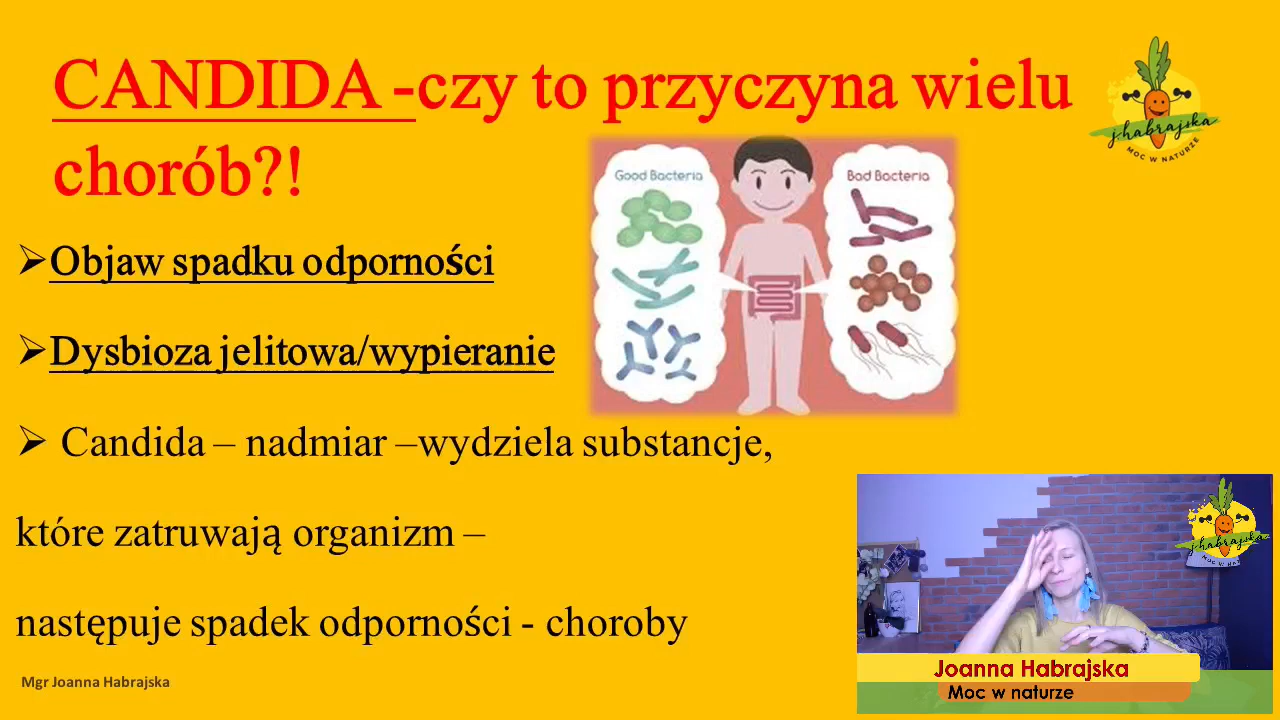 CANDIDA -czy to przyczyna wielu
chorób?!
j.habrajska
MOC W NATURZE
Good Bacteria
Bad Bacteria
➢Objaw spadku odporności
➢Dysbioza jelitowa/wypieranie
➢ Candida – nadmiar –wydziela substancje,
które zatruwają organizm –
następuje spadek odporności - choroby
Mgr Joanna Habrajska
j.habrajska
Joanna Habrajska
Moc w naturze